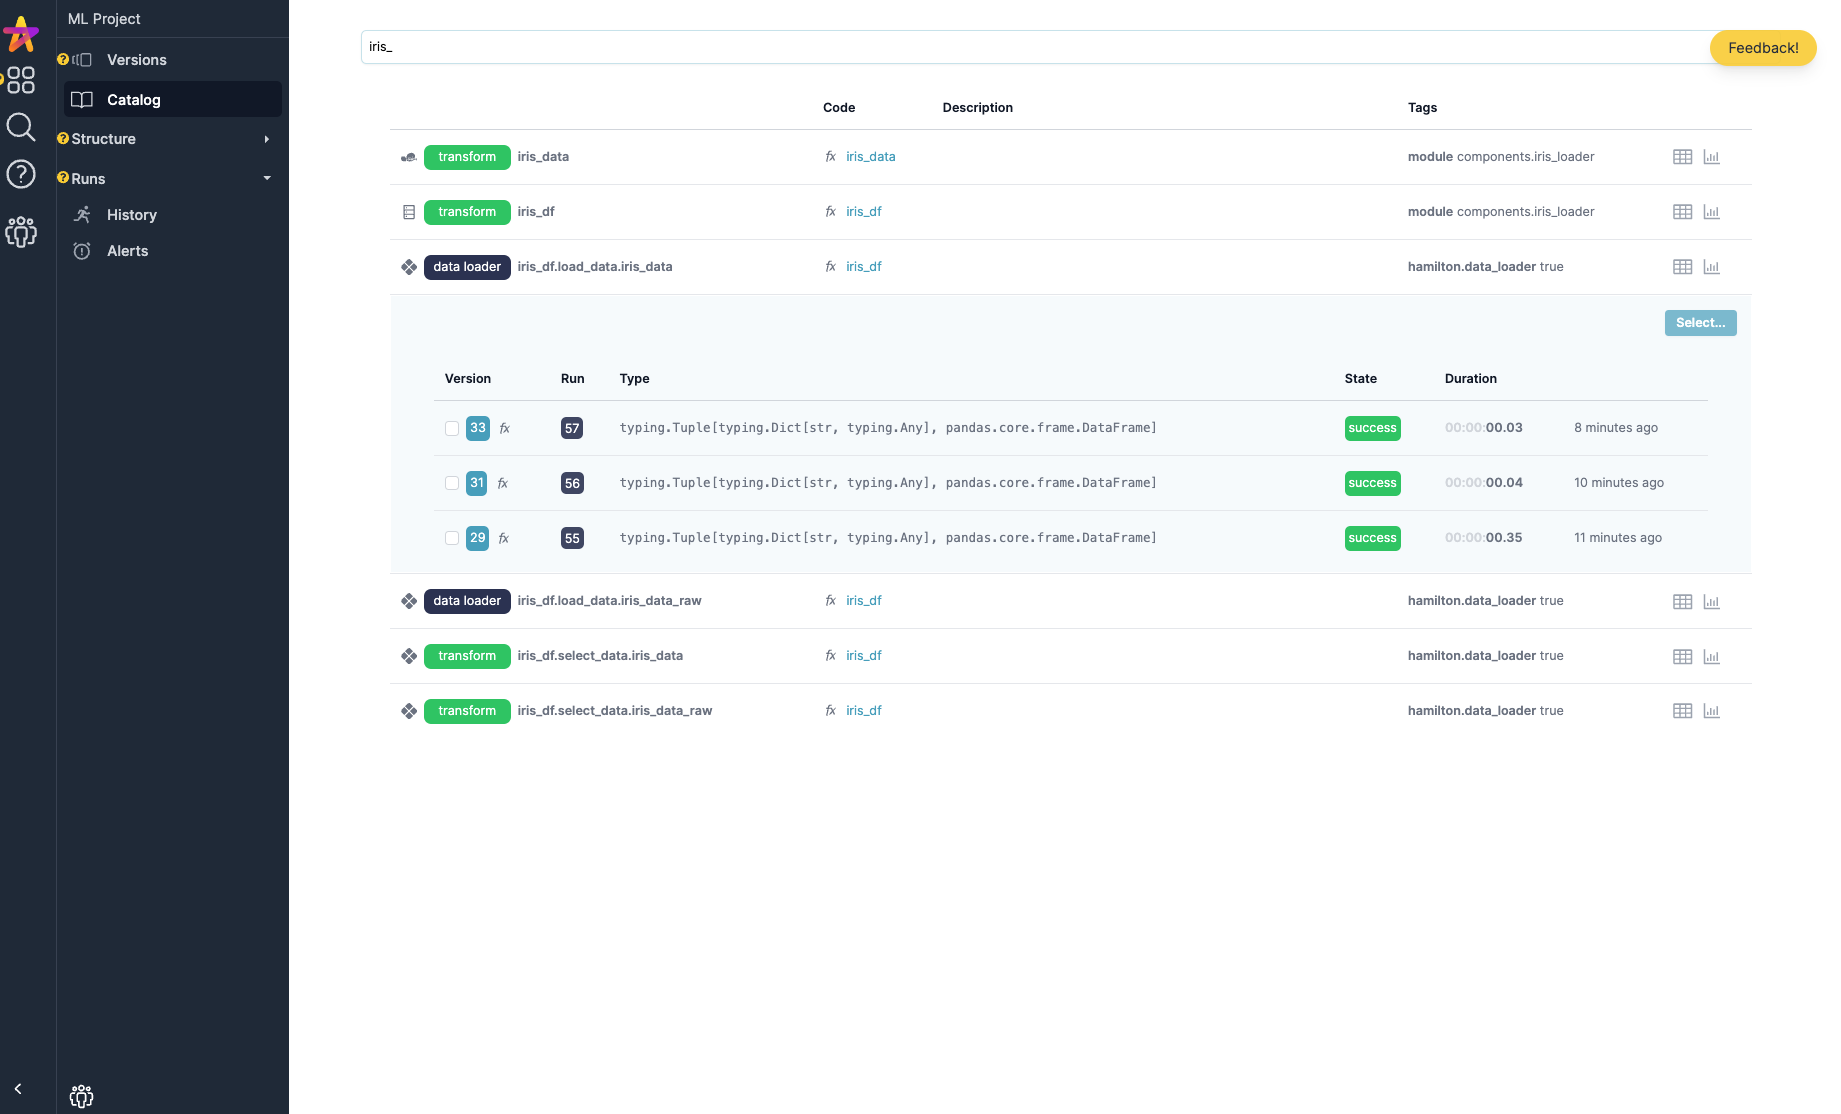 ML Project
Versions
Catalog
Structure
Runs
History
Alerts
iris_
Feedback!
Code Description Tags
transform iris_data fx iris_data module components.iris_loader
transform iris_df fx iris_df module components.iris_loader
data loader iris_df.load_data.iris_data fx iris_df hamilton.data_loader true
Select...
Version Run Type State Duration
33 fx 57 typing.Tuple[typing.Dict[str, typing.Any], pandas.core.frame.DataFrame] success 00:00:00.03 8 minutes ago
31 fx 56 typing.Tuple[typing.Dict[str, typing.Any], pandas.core.frame.DataFrame] success 00:00:00.04 10 minutes ago
29 fx 55 typing.Tuple[typing.Dict[str, typing.Any], pandas.core.frame.DataFrame] success 00:00:00.35 11 minutes ago
data loader iris_df.load_data.iris_data_raw fx iris_df hamilton.data_loader true
transform iris_df.select_data.iris_data fx iris_df hamilton.data_loader true
transform iris_df.select_data.iris_data_raw fx iris_df hamilton.data_loader true